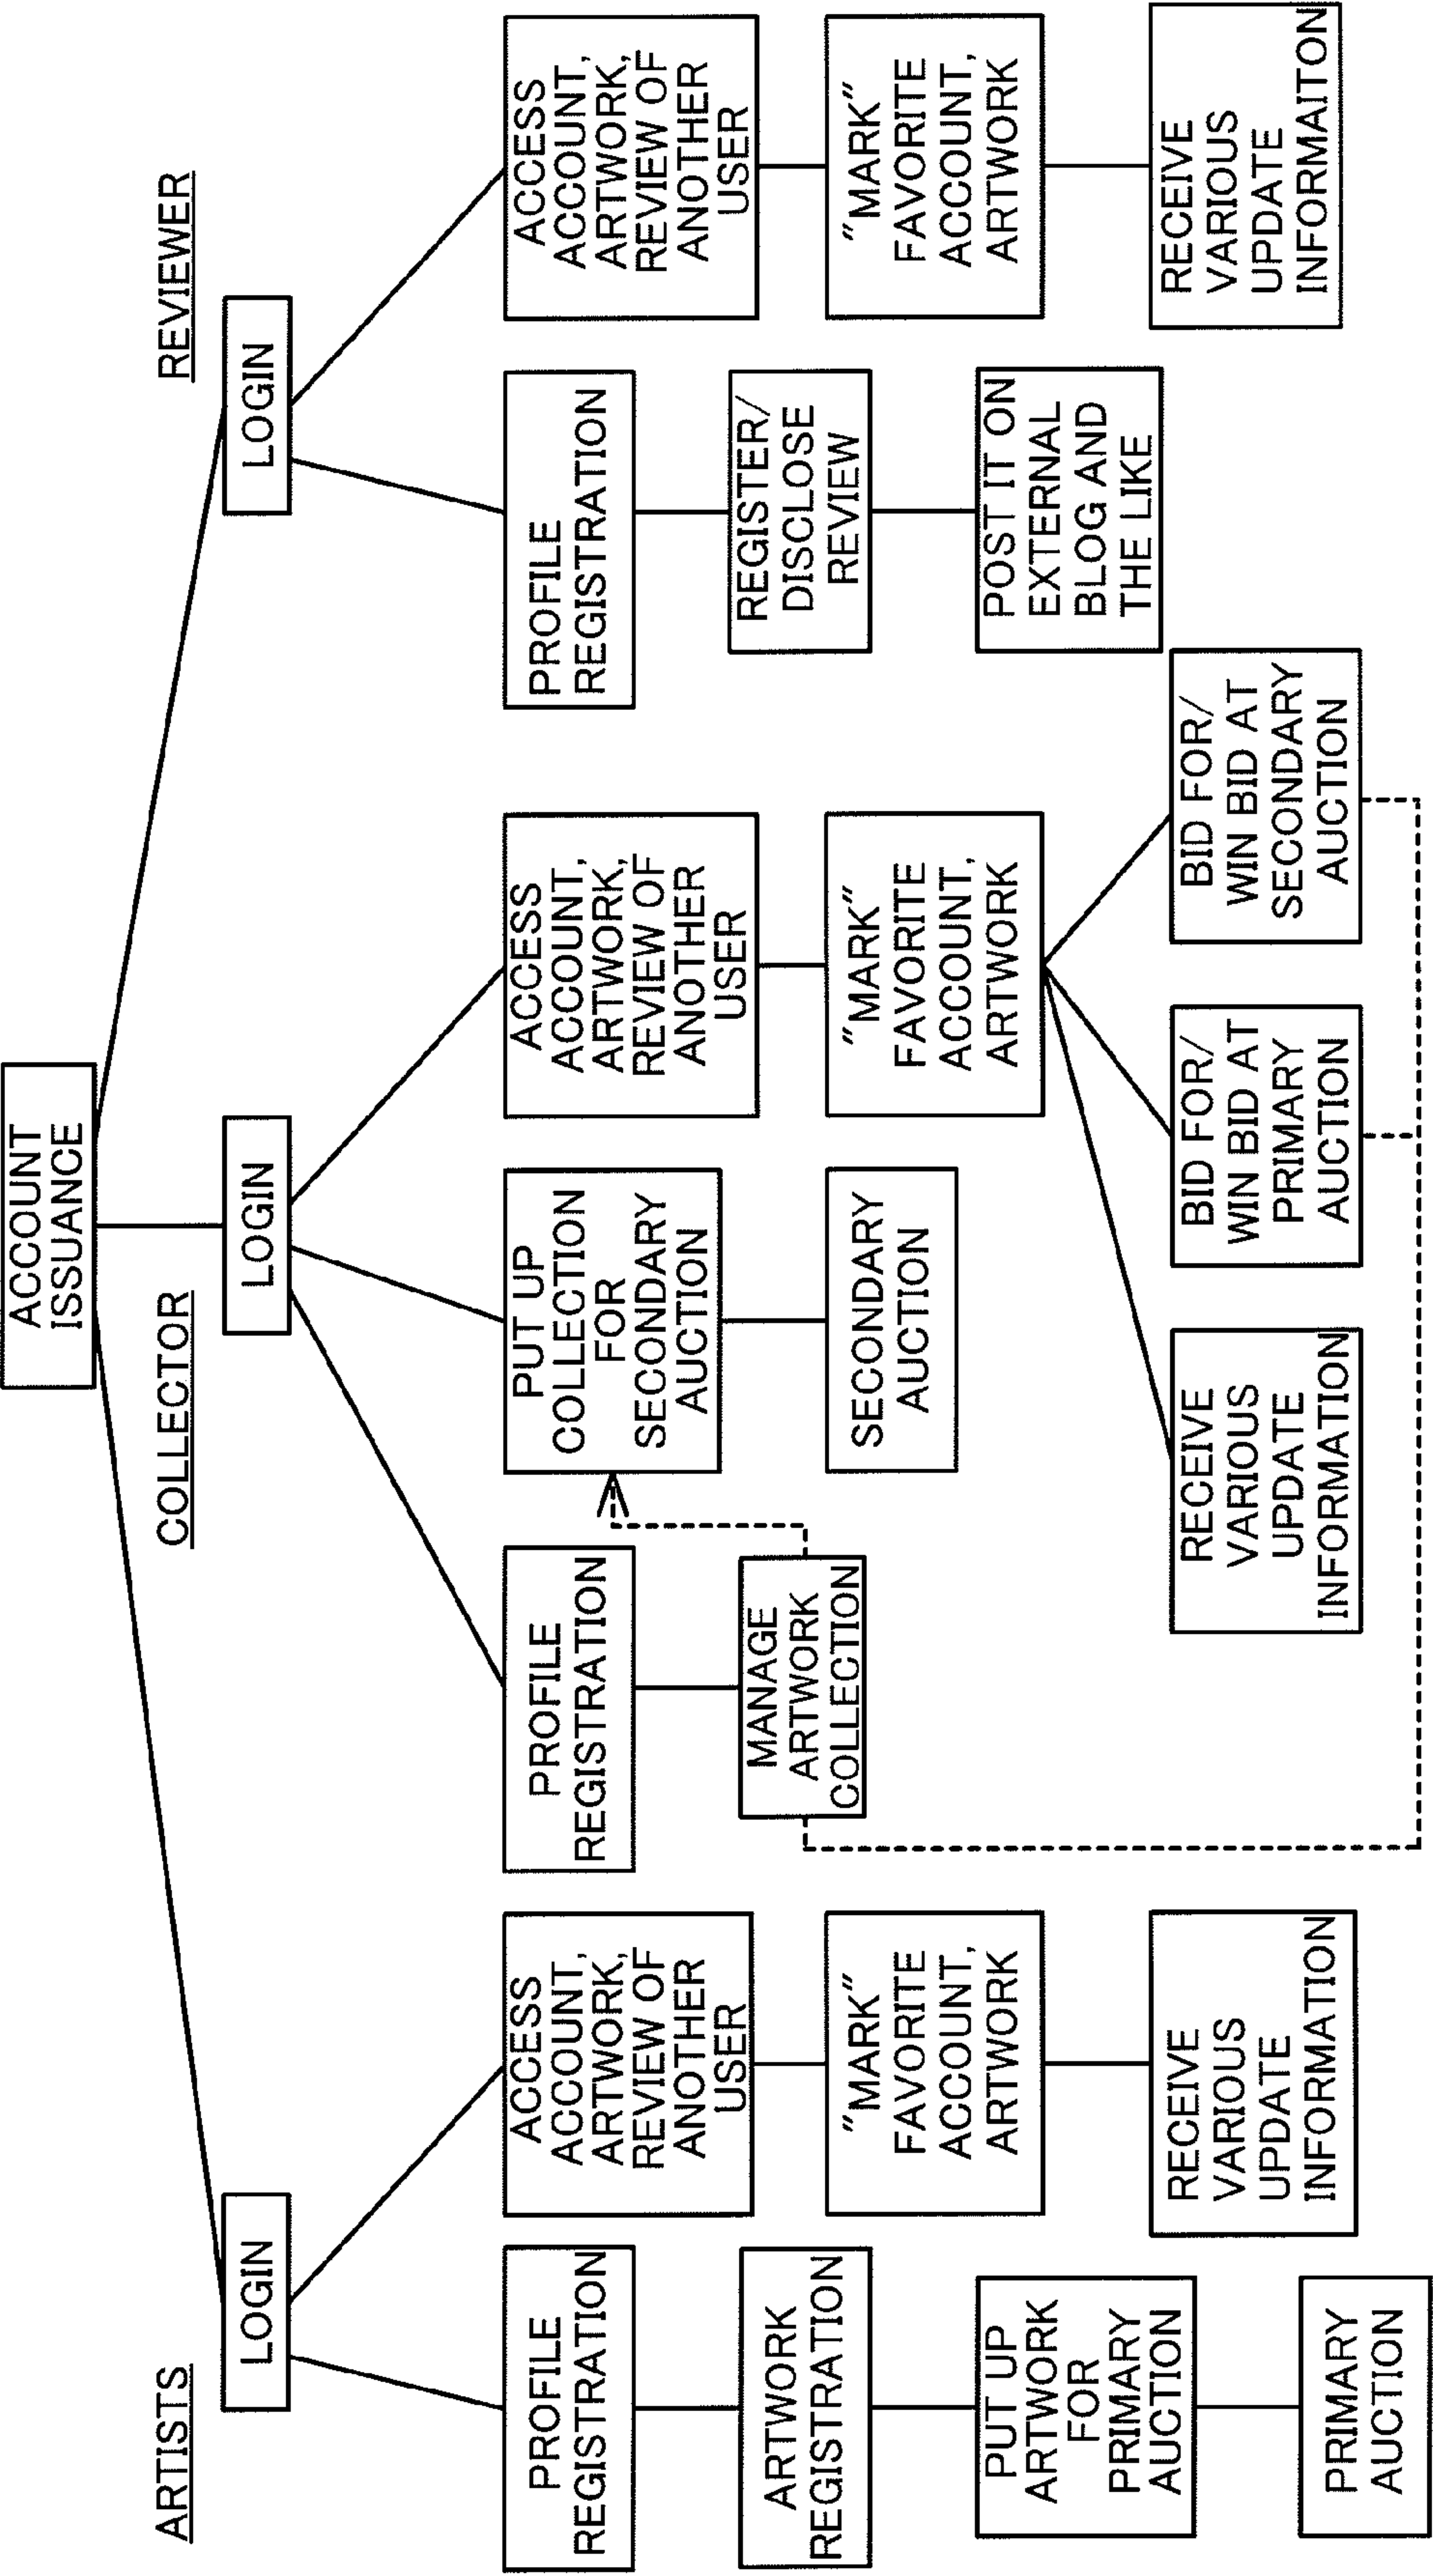 ACCOUNT
ISSUANCE
ARTISTS
LOGIN
PROFILE
REGISTRATION
ARTWORK
REGISTRATION
PUT UP
ARTWORK
FOR
PRIMARY
AUCTION
PRIMARY
AUCTION
ACCESS
ACCOUNT,
ARTWORK,
REVIEW OF
ANOTHER
USER
"MARK"
FAVORITE
ACCOUNT,
ARTWORK
RECEIVE
VARIOUS
UPDATE
INFORMATION
COLLECTOR
LOGIN
PROFILE
REGISTRATION
MANAGE
ARTWORK
COLLECTION
PUT UP
COLLECTION
FOR
SECONDARY
AUCTION
SECONDARY
AUCTION
ACCESS
ACCOUNT,
ARTWORK,
REVIEW OF
ANOTHER
USER
"MARK"
FAVORITE
ACCOUNT,
ARTWORK
RECEIVE
VARIOUS
UPDATE
INFORMATION
BID FOR/
WIN BID AT
PRIMARY
AUCTION
BID FOR/
WIN BID AT
SECONDARY
AUCTION
REVIEWER
LOGIN
PROFILE
REGISTRATION
REGISTER/
DISCLOSE
REVIEW
POST IT ON
EXTERNAL
BLOG AND
THE LIKE
ACCESS
ACCOUNT,
ARTWORK,
REVIEW OF
ANOTHER
USER
"MARK"
FAVORITE
ACCOUNT,
ARTWORK
RECEIVE
VARIOUS
UPDATE
INFORMAITON